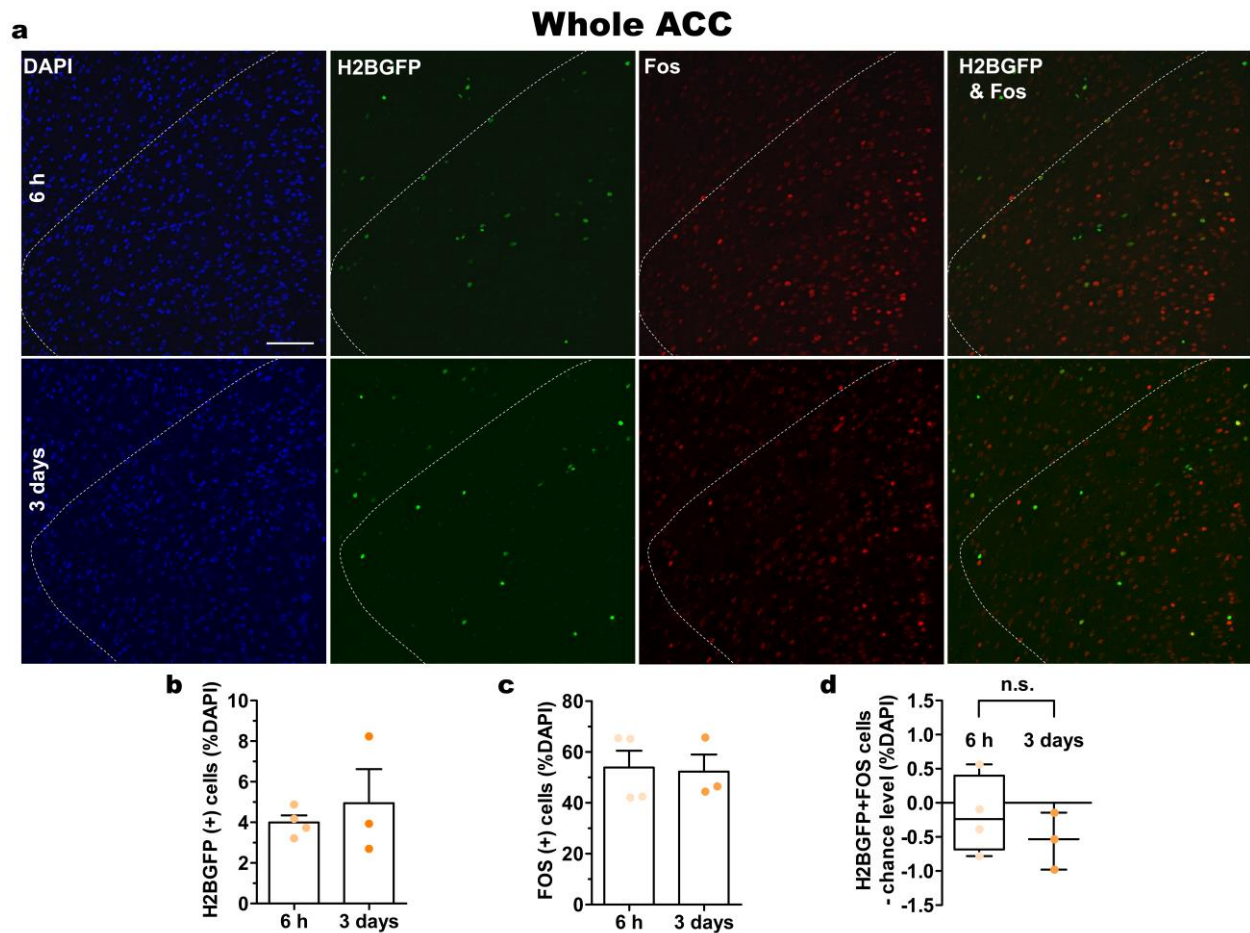 Whole ACC
a
DAPI
H2BGFP
Fos
H2BGFP
& Fos
6 h
3 days
b
H2BGFP (+) cells (%DAPI)
10
8
6
4
2
0
6 h
3 days
c
FOS (+) cells (%DAPI)
80
60
40
20
0
6 h
3 days
d
n.s.
H2BGFP+FOS cells
- chance level (%DAPI)
1.5
1.0
0.5
-0.0
-0.5
-1.0
-1.5
6 h
3 days